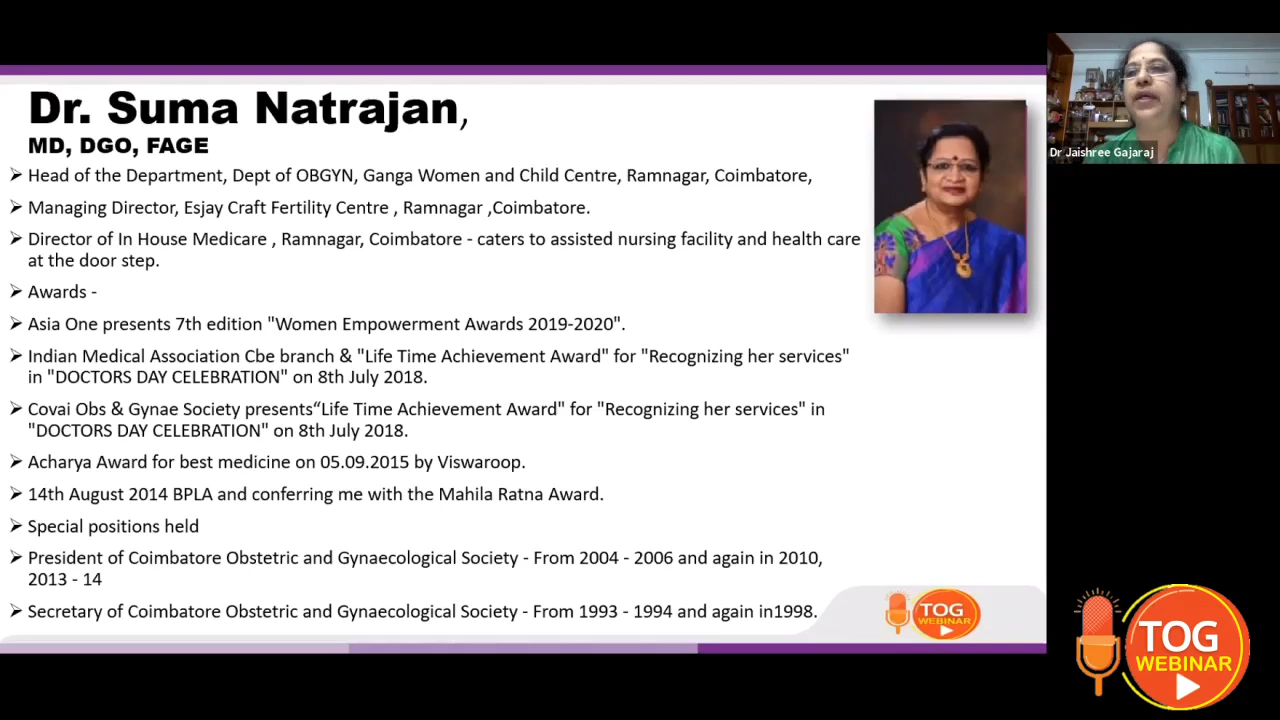 Dr. Suma Natrajan,
MD, DGO, FAGE
➢ Head of the Department, Dept of OBGYN, Ganga Women and Child Centre, Ramnagar, Coimbatore,
➢ Managing Director, Esjay Craft Fertility Centre , Ramnagar ,Coimbatore.
➢ Director of In House Medicare , Ramnagar, Coimbatore - caters to assisted nursing facility and health care
at the door step.
➢ Awards -
➢ Asia One presents 7th edition "Women Empowerment Awards 2019-2020".
➢ Indian Medical Association Cbe branch & "Life Time Achievement Award" for "Recognizing her services"
in "DOCTORS DAY CELEBRATION" on 8th July 2018.
➢ Covai Obs & Gynae Society presents“Life Time Achievement Award" for "Recognizing her services" in
"DOCTORS DAY CELEBRATION" on 8th July 2018.
➢ Acharya Award for best medicine on 05.09.2015 by Viswaroop.
➢ 14th August 2014 BPLA and conferring me with the Mahila Ratna Award.
➢ Special positions held
➢ President of Coimbatore Obstetric and Gynaecological Society - From 2004 - 2006 and again in 2010,
2013 - 14
➢ Secretary of Coimbatore Obstetric and Gynaecological Society - From 1993 - 1994 and again in1998.
TOG
WEBINAR
Dr Jaishree Gajaraj
TOG
WEBINAR